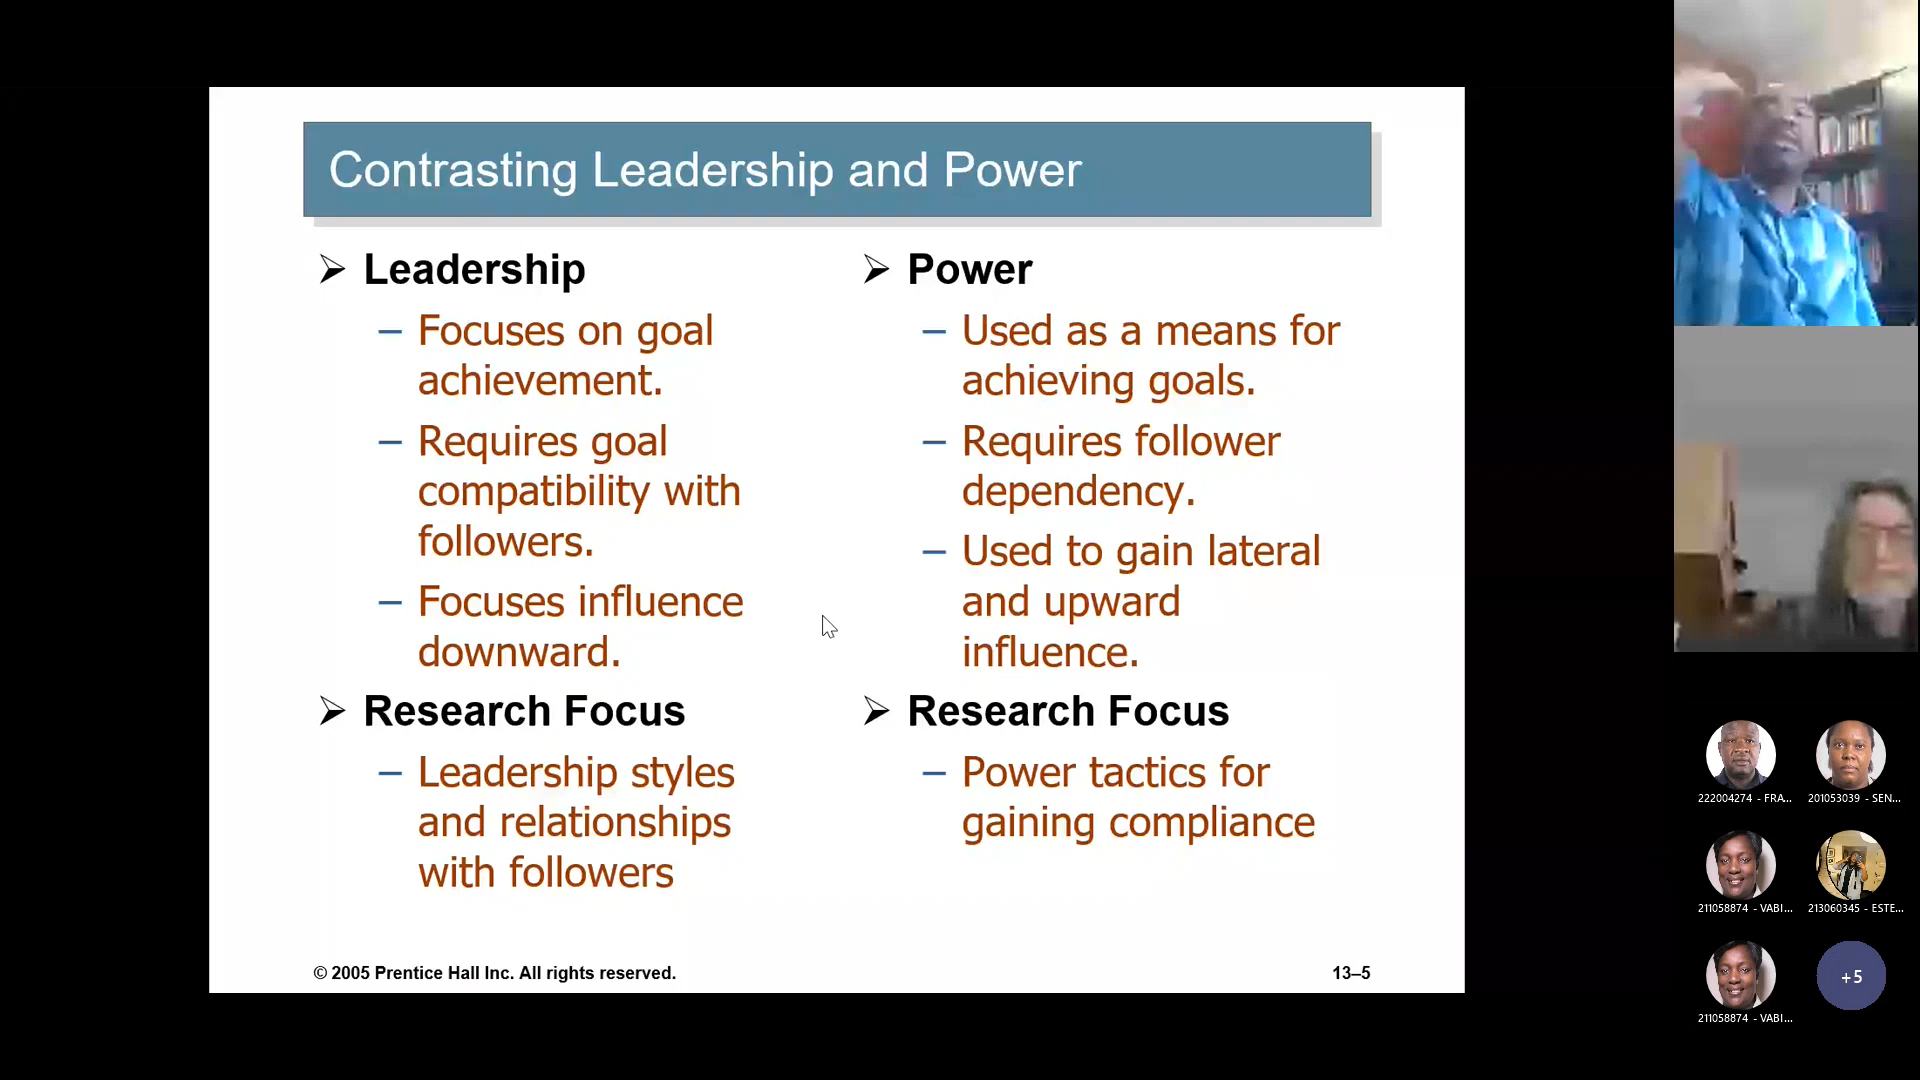 Contrasting Leadership and Power
➢ Leadership
– Focuses on goal
achievement.
– Requires goal
compatibility with
followers.
– Focuses influence
downward.
➢ Research Focus
– Leadership styles
and relationships
with followers
➢ Power
– Used as a means for
achieving goals.
– Requires follower
dependency.
– Used to gain lateral
and upward
influence.
➢ Research Focus
– Power tactics for
gaining compliance
© 2005 Prentice Hall Inc. All rights reserved.
13–5
222004274 - FRA...
201053039 - SEN...
211058874 - VABI...
213060345 - ESTE...
211058874 - VABI...
+5